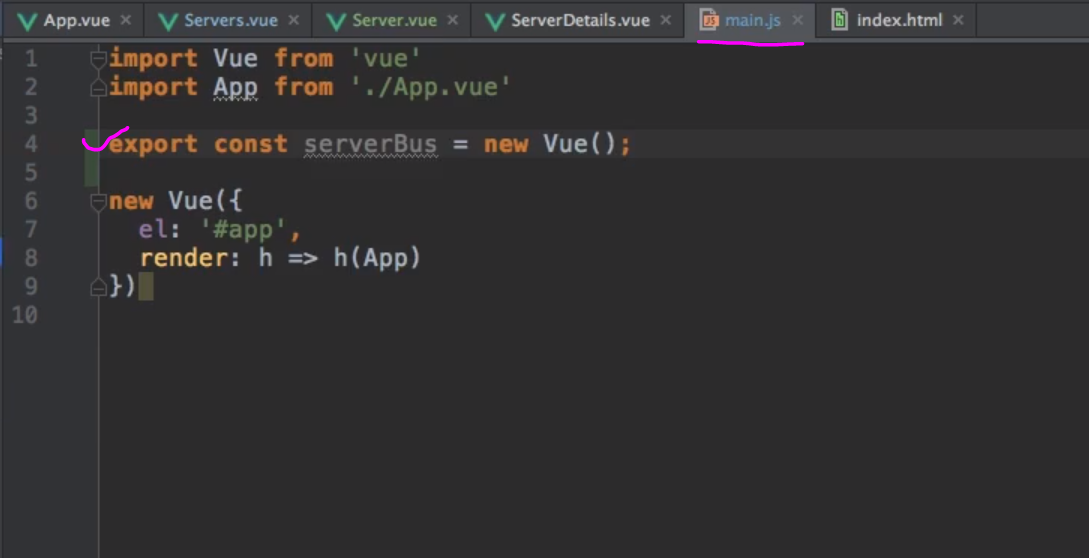 App.vue Servers.vue Server.vue ServerDetails.vue main.js index.html
1 import Vue from 'vue'
2 import App from './App.vue'
3
4 export const serverBus = new Vue();
5
6 new Vue({
7   el: '#app',
8   render: h => h(App)
9 })
10